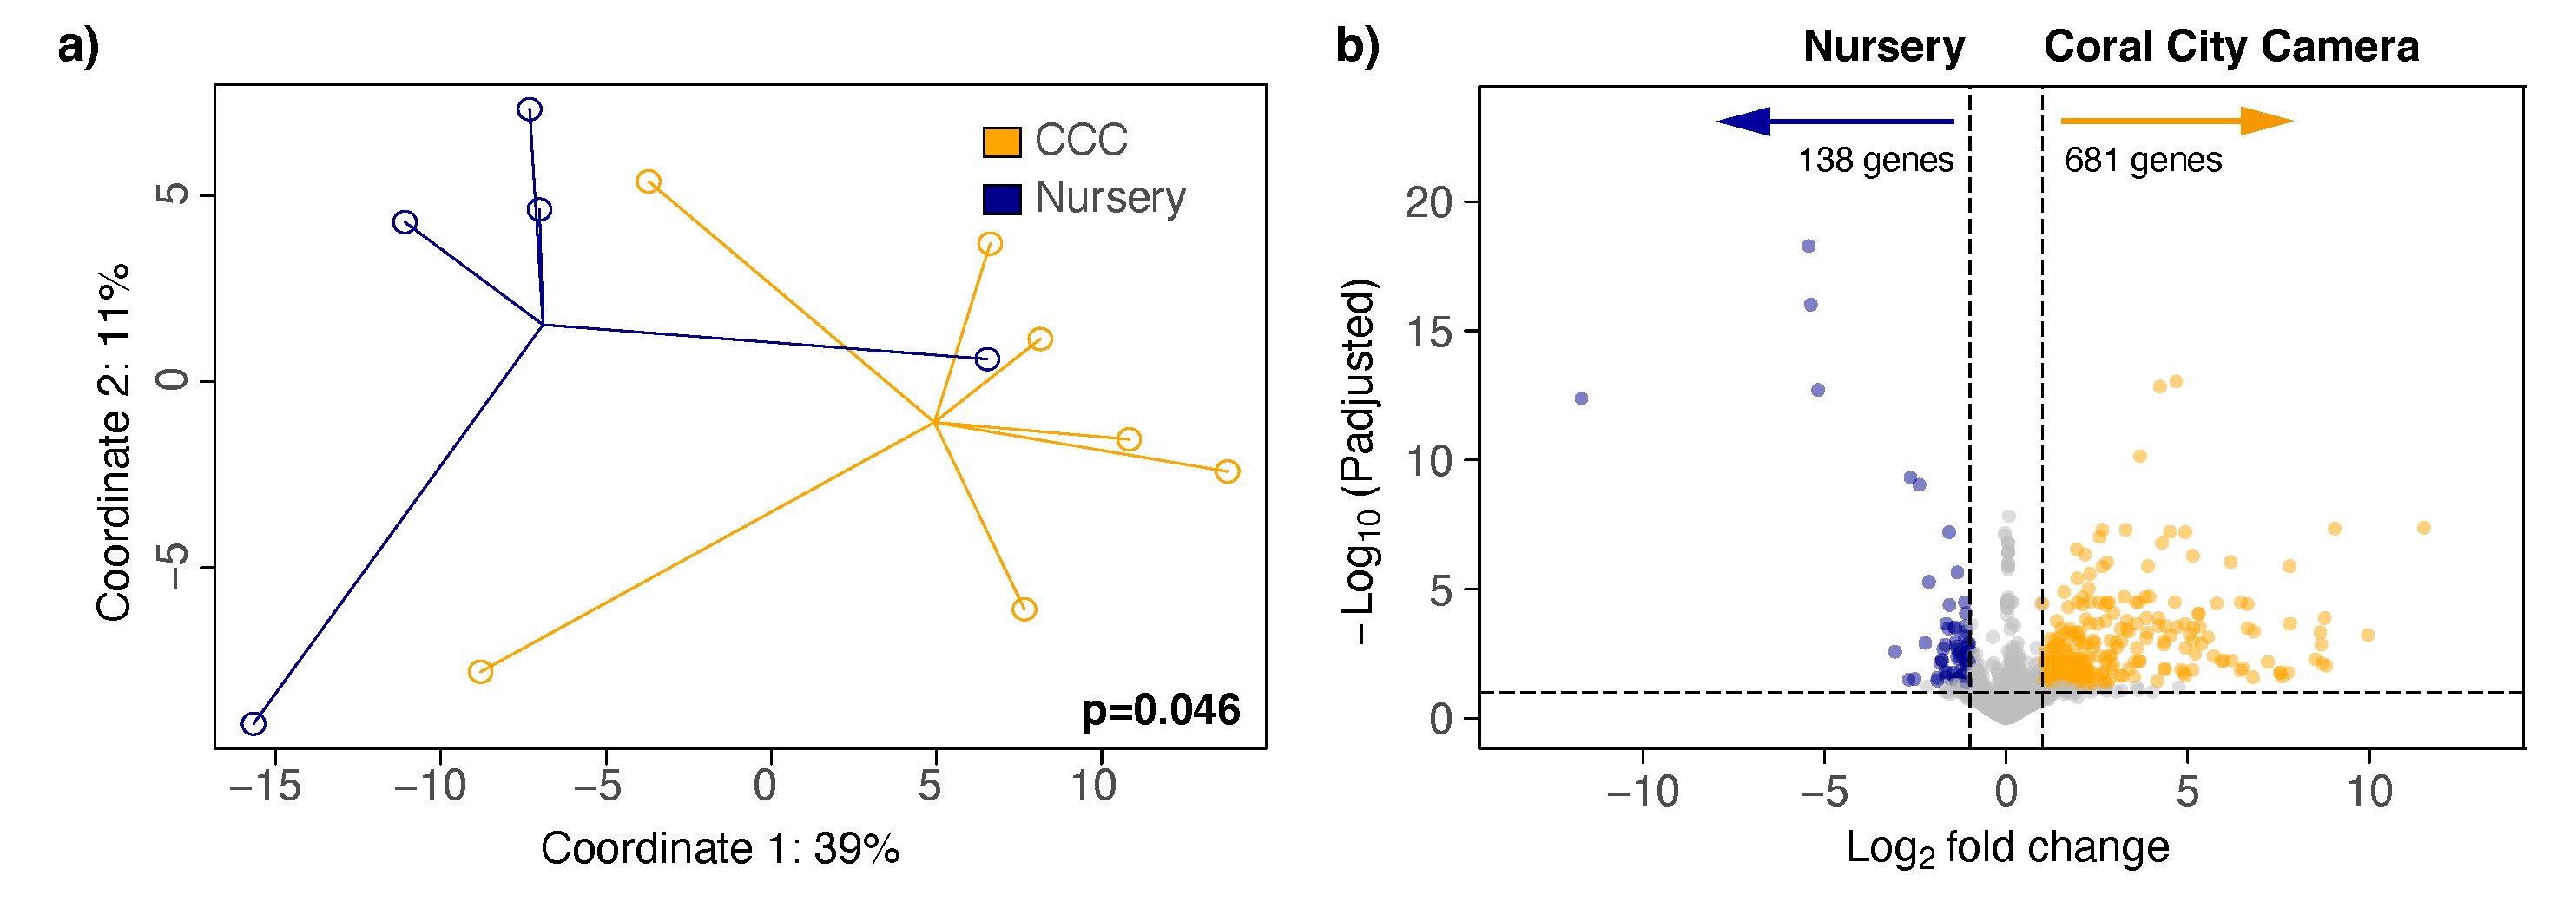 a)
CCC
Nursery
5
0
−5
Coordinate 2: 11%
p=0.046
−15 −10 −5 0 5 10
Coordinate 1: 39%
b)
Nursery Coral City Camera
138 genes 681 genes
20
15
10
5
0
−Log10 (Padjusted)
−10 −5 0 5 10
Log2 fold change